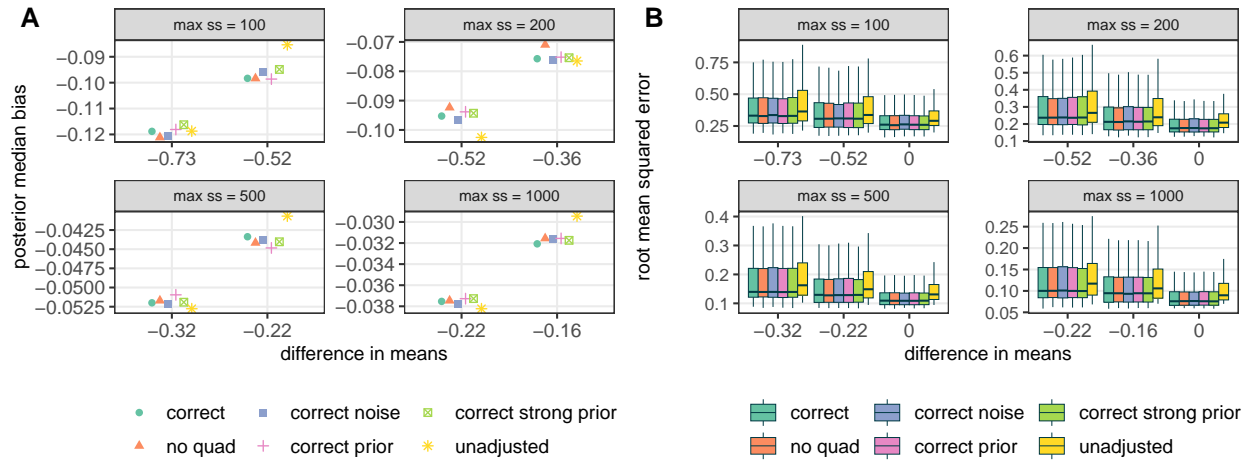 A
max ss = 100
max ss = 200
−0.09
−0.10
−0.11
−0.12
−0.73
−0.52
−0.07
−0.08
−0.09
−0.10
−0.52
−0.36
max ss = 500
max ss = 1000
−0.0425
−0.0450
−0.0475
−0.0500
−0.0525
−0.32
−0.22
−0.030
−0.032
−0.034
−0.036
−0.038
−0.22
−0.16
posterior median bias
difference in means
correct
correct noise
correct strong prior
no quad
correct prior
unadjusted
B
max ss = 100
max ss = 200
0.75
0.50
0.25
−0.73
−0.52
0
0.6
0.5
0.4
0.3
0.2
0.1
−0.52
−0.36
0
max ss = 500
max ss = 1000
0.4
0.3
0.2
0.1
−0.32
−0.22
0
0.25
0.20
0.15
0.10
0.05
−0.22
−0.16
0
root mean squared error
difference in means
correct
correct noise
correct strong prior
no quad
correct prior
unadjusted